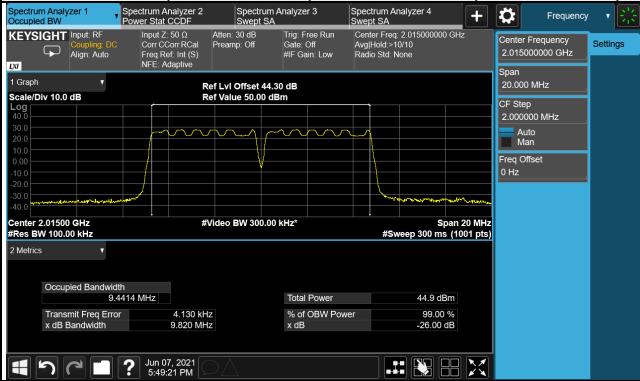 Spectrum Analyzer 1
Occupied BW
Spectrum Analyzer 2
Power Stat CCDF
Spectrum Analyzer 3
Swept SA
Spectrum Analyzer 4
Swept SA
Frequency
KEYSIGHT
LXI
Input: RF
Coupling: DC
Align: Auto
Input Z: 50 Ω
Corr CCorr RCal
Freq Ref: Int (S)
NFE: Adaptive
Atten: 30 dB
Preamp: Off
Trig: Free Run
Gate: Off
#IF Gain: Low
Center Freq: 2.015000000 GHz
Avg|Hold:>10/10
Radio Std: None
Center Frequency
2.015000000 GHz
Settings
Span
20.000 MHz
CF Step
2.000000 MHz
Auto
Man
Freq Offset
0 Hz
1 Graph
Scale/Div 10.0 dB
Ref Lvl Offset 44.30 dB
Ref Value 50.00 dBm
Log
40.0
30.0
20.0
10.0
0.00
-10.0
-20.0
-30.0
-40.0
Center 2.01500 GHz
#Res BW 100.00 kHz
#Video BW 300.00 kHz*
Span 20 MHz
#Sweep 300 ms (1001 pts)
2 Metrics
Occupied Bandwidth
9.4414 MHz
Total Power
44.9 dBm
Transmit Freq Error
4.130 kHz
% of OBW Power
99.00 %
x dB Bandwidth
9.820 MHz
x dB
-26.00 dB
?
Jun 07, 2021
5:49:21 PM